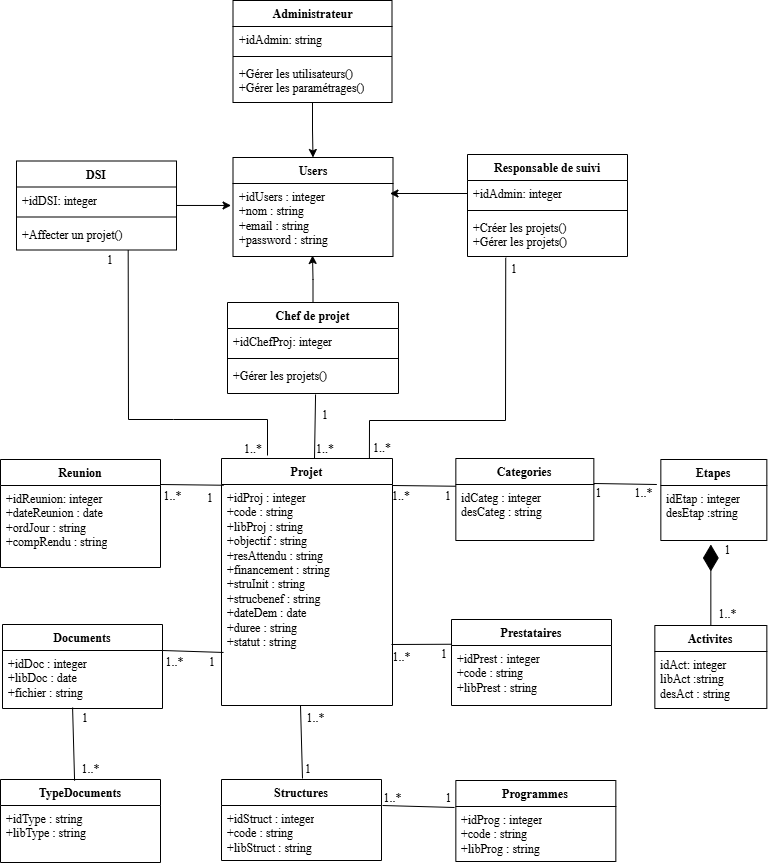 Administrateur
+idAdmin: string
+Gérer les utilisateurs()
+Gérer les paramétrages()
DSI
+idDSI: integer
+Affecter un projet()
1
1..*
Users
+idUsers : integer
+nom : string
+email : string
+password : string
Responsable de suivi
+idAdmin: integer
+Créer les projets()
+Gérer les projets()
1
1..*
Chef de projet
+idChefProj: integer
+Gérer les projets()
1
1..*
Reunion
+idReunion: integer
+dateReunion : date
+ordJour : string
+compRendu : string
1..*
1
Projet
+idProj : integer
+code : string
+libProj : string
+objectif : string
+resAttendu : string
+financement : string
+struInit : string
+strucbenef : string
+dateDem : date
+duree : string
+statut : string
1..*
1
Categories
idCateg : integer
desCateg : string
1
1..*
Etapes
idEtap : integer
desEtap :string
1
1..*
Documents
+idDoc : integer
+libDoc : date
+fichier : string
1..*
1
1..*
1
Prestataires
+idPrest : integer
+code : string
+libPrest : string
Activites
idAct: integer
libAct :string
desAct : string
1
1..*
1..*
1
TypeDocuments
+idType : string
+libType : string
Structures
+idStruct : integer
+code : string
+libStruct : string
1..*
1
Programmes
+idProg : integer
+code : string
+libProg : string